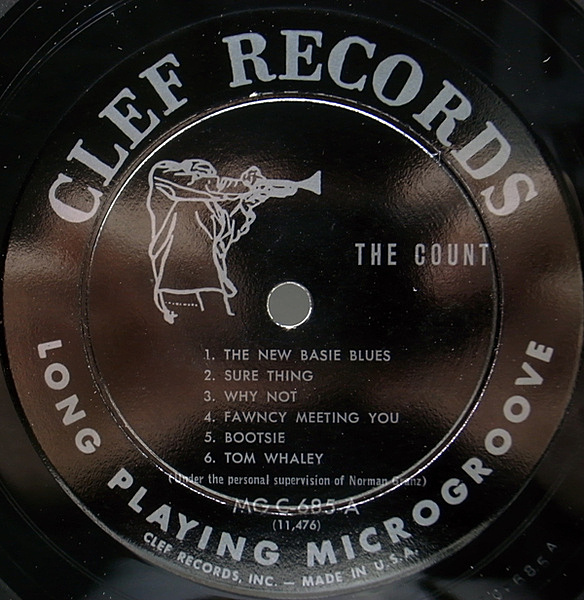 CLEF RECORDS
THE COUNT
1. THE NEW BASIE BLUES
2. SURE THING
3. WHY NOT
4. FAWNCY MEETING YOU
5. BOOTSIE
6. TOM WHALEY
(Under the personal supervision of Norman Granz)
MG C-685-A
(11,476)
LONG PLAYING MICROGROOVE
CLEF RECORDS, INC. — MADE IN U.S.A.